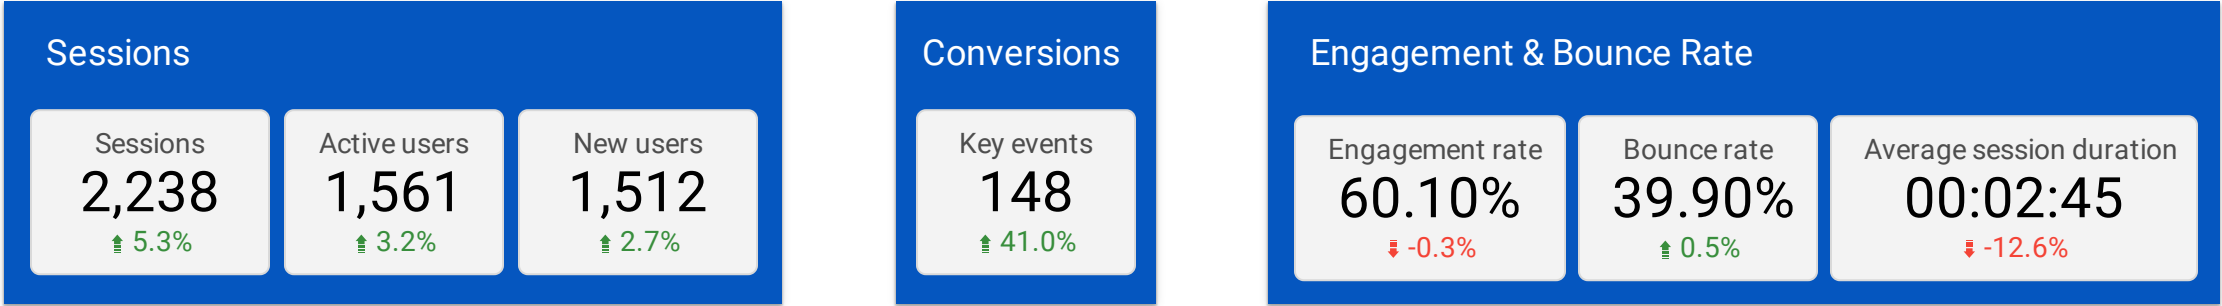 Sessions
Sessions
2,238
5.3%
Active users
1,561
3.2%
New users
1,512
2.7%
Conversions
Key events
148
41.0%
Engagement & Bounce Rate
Engagement rate
60.10%
-0.3%
Bounce rate
39.90%
0.5%
Average session duration
00:02:45
-12.6%